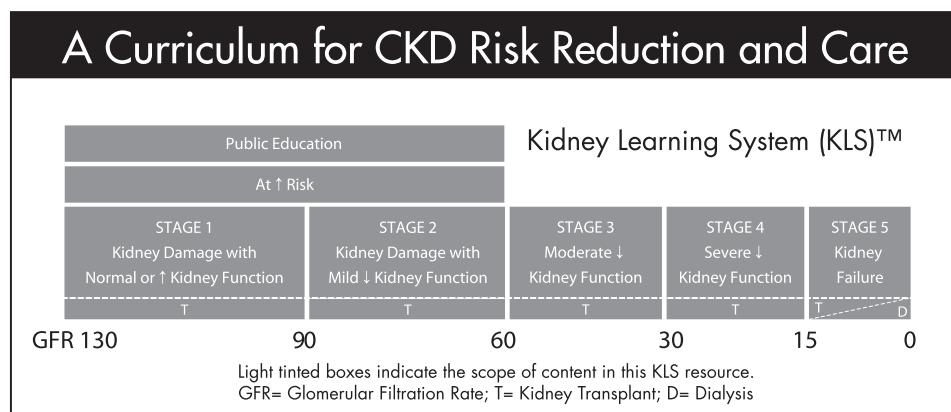 A Curriculum for CKD Risk Reduction and Care
Kidney Learning System (KLS)™
Public Education
At ↑ Risk
STAGE 1
Kidney Damage with
Normal or ↑ Kidney Function
T
STAGE 2
Kidney Damage with
Mild ↓ Kidney Function
T
STAGE 3
Moderate ↓
Kidney Function
T
STAGE 4
Severe ↓
Kidney Function
T
STAGE 5
Kidney
Failure
T
D
GFR 130 90 60 30 15 0
Light tinted boxes indicate the scope of content in this KLS resource.
GFR= Glomerular Filtration Rate; T= Kidney Transplant; D= Dialysis